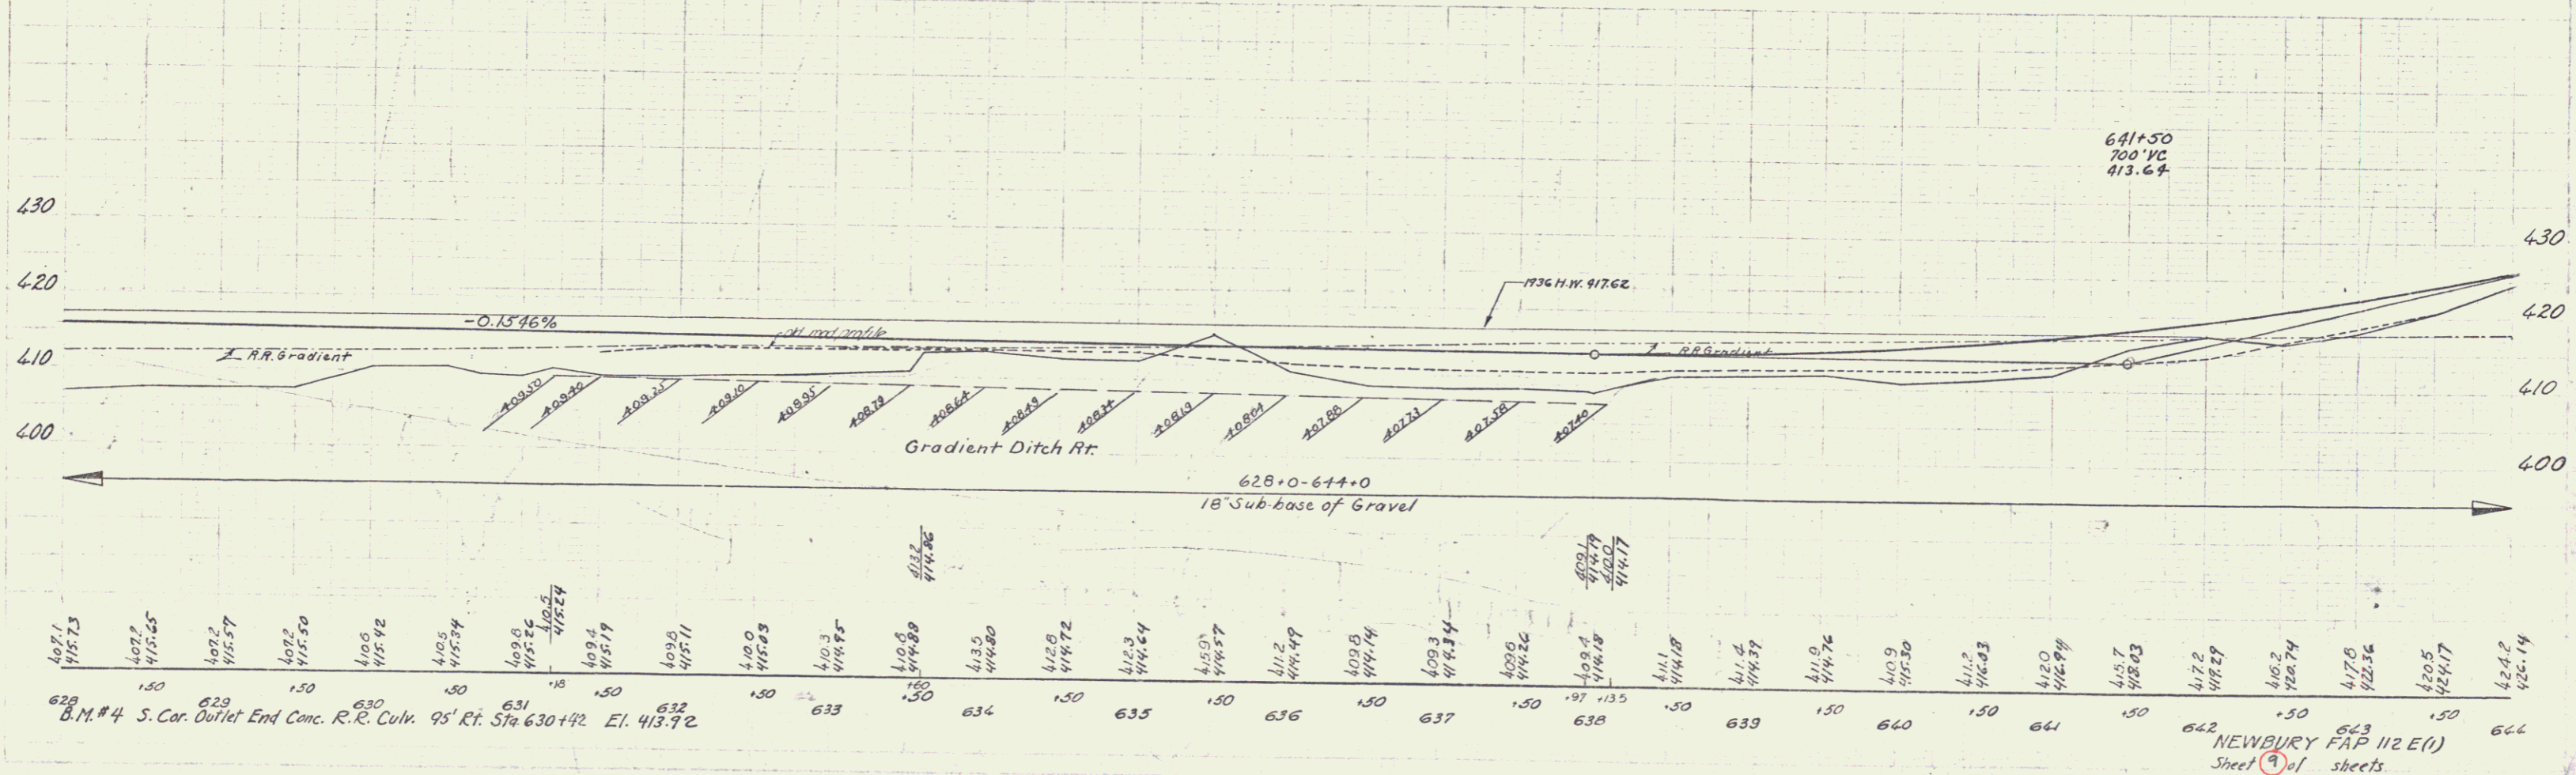 641+50
700' VC
413.64
430
430
420
1936 H.W. 417.62
420
-0.1546%
old road profile
410
R.R. Gradient
R.R. Gradient
410
409.50 409.40 409.25 409.10 408.95 408.79 408.64 408.49 408.34 408.19 408.04 407.88 407.73 407.58 407.40
400
Gradient Ditch Rt.
400
628+0-644+0
18" Sub-base of Gravel
413.2
414.86
409.1
414.19
410.0
414.17
410.5
415.24
407.1 407.2 407.2 407.2 410.6 410.5 409.8 409.4 409.8 410.0 410.3 410.8 413.5 412.8 412.3 415.9 411.2 409.8 409.3 409.6 409.4 411.1 411.4 411.9 410.9 411.2 412.0 415.7 417.2 416.2 417.8 420.5 424.2
415.73 415.65 415.57 415.50 415.42 415.34 415.26 415.19 415.11 415.03 414.95 414.88 414.80 414.72 414.64 414.57 414.49 414.14 414.34 414.26 414.18 414.18 414.39 414.76 415.30 416.03 416.94 418.03 419.29 420.74 422.36 424.17 426.14
+18 +60 +97 +13.5
+50 +50 +50 +50 +50 +50 +50 +50 +50 +50 +50 +50 +50 +50 +50 +50
628 629 630 631 632 633 634 635 636 637 638 639 640 641 642 643 644
B.M.#4 S. Cor. Outlet End Conc. R.R. Culv. 95' Rt. Sta 630+42 El. 413.92
NEWBURY FAP 112 E(1)
Sheet 9 of sheets